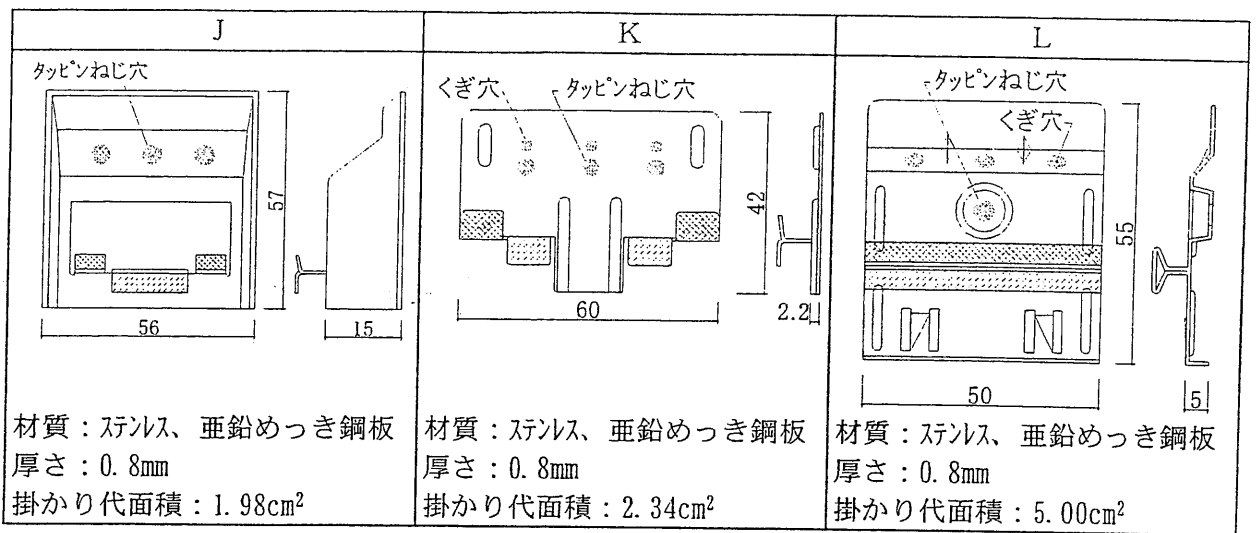 J
タッピンねじ穴
57
56
15
材質：ステンレス、亜鉛めっき鋼板
厚さ：0.8mm
掛かり代面積：1.98cm²
K
くぎ穴
タッピンねじ穴
42
60
2.2
材質：ステンレス、亜鉛めっき鋼板
厚さ：0.8mm
掛かり代面積：2.34cm²
L
タッピンねじ穴
くぎ穴
55
50
5
材質：ステンレス、亜鉛めっき鋼板
厚さ：0.8mm
掛かり代面積：5.00cm²